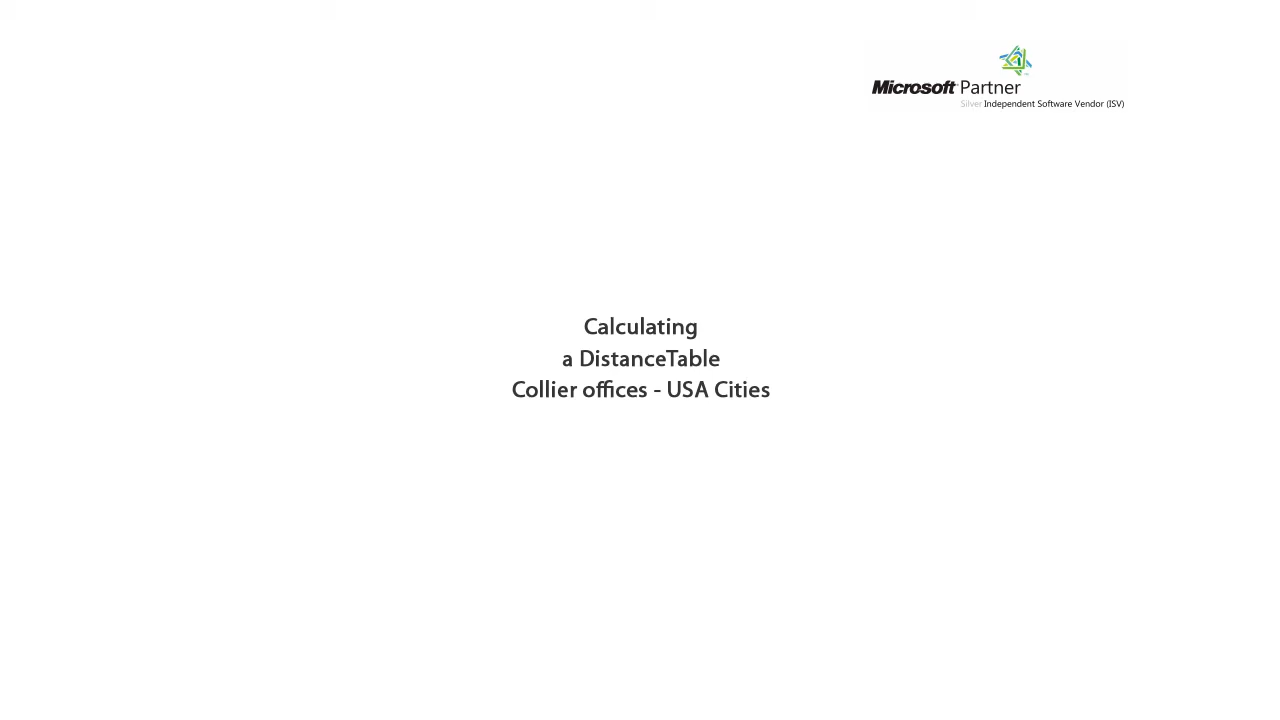 Microsoft Partner
Silver Independent Software Vendor (ISV)
Calculating
a DistanceTable
Collier offices - USA Cities